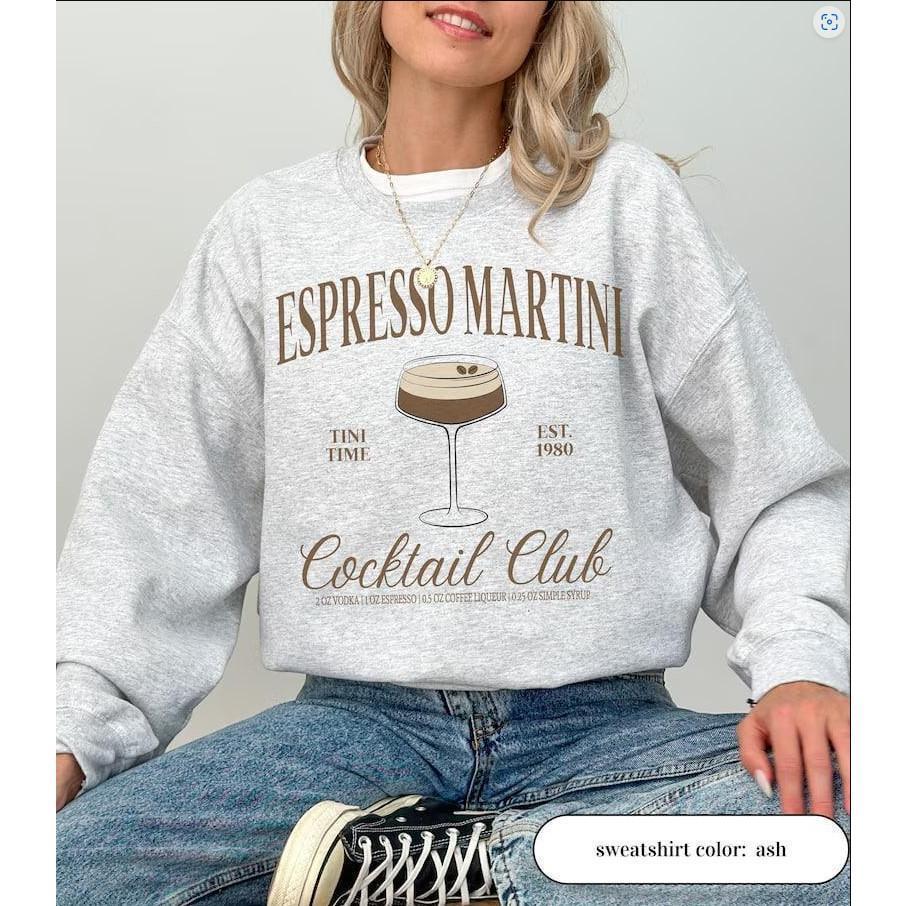 ESPRESSO MARTINI
TINI
TIME
EST.
1980
Cocktail Club
2 OZ VODKA | 1 OZ ESPRESSO | 0.5 OZ COFFEE LIQUEUR | 0.25 OZ SIMPLE SYRUP
sweatshirt color: ash